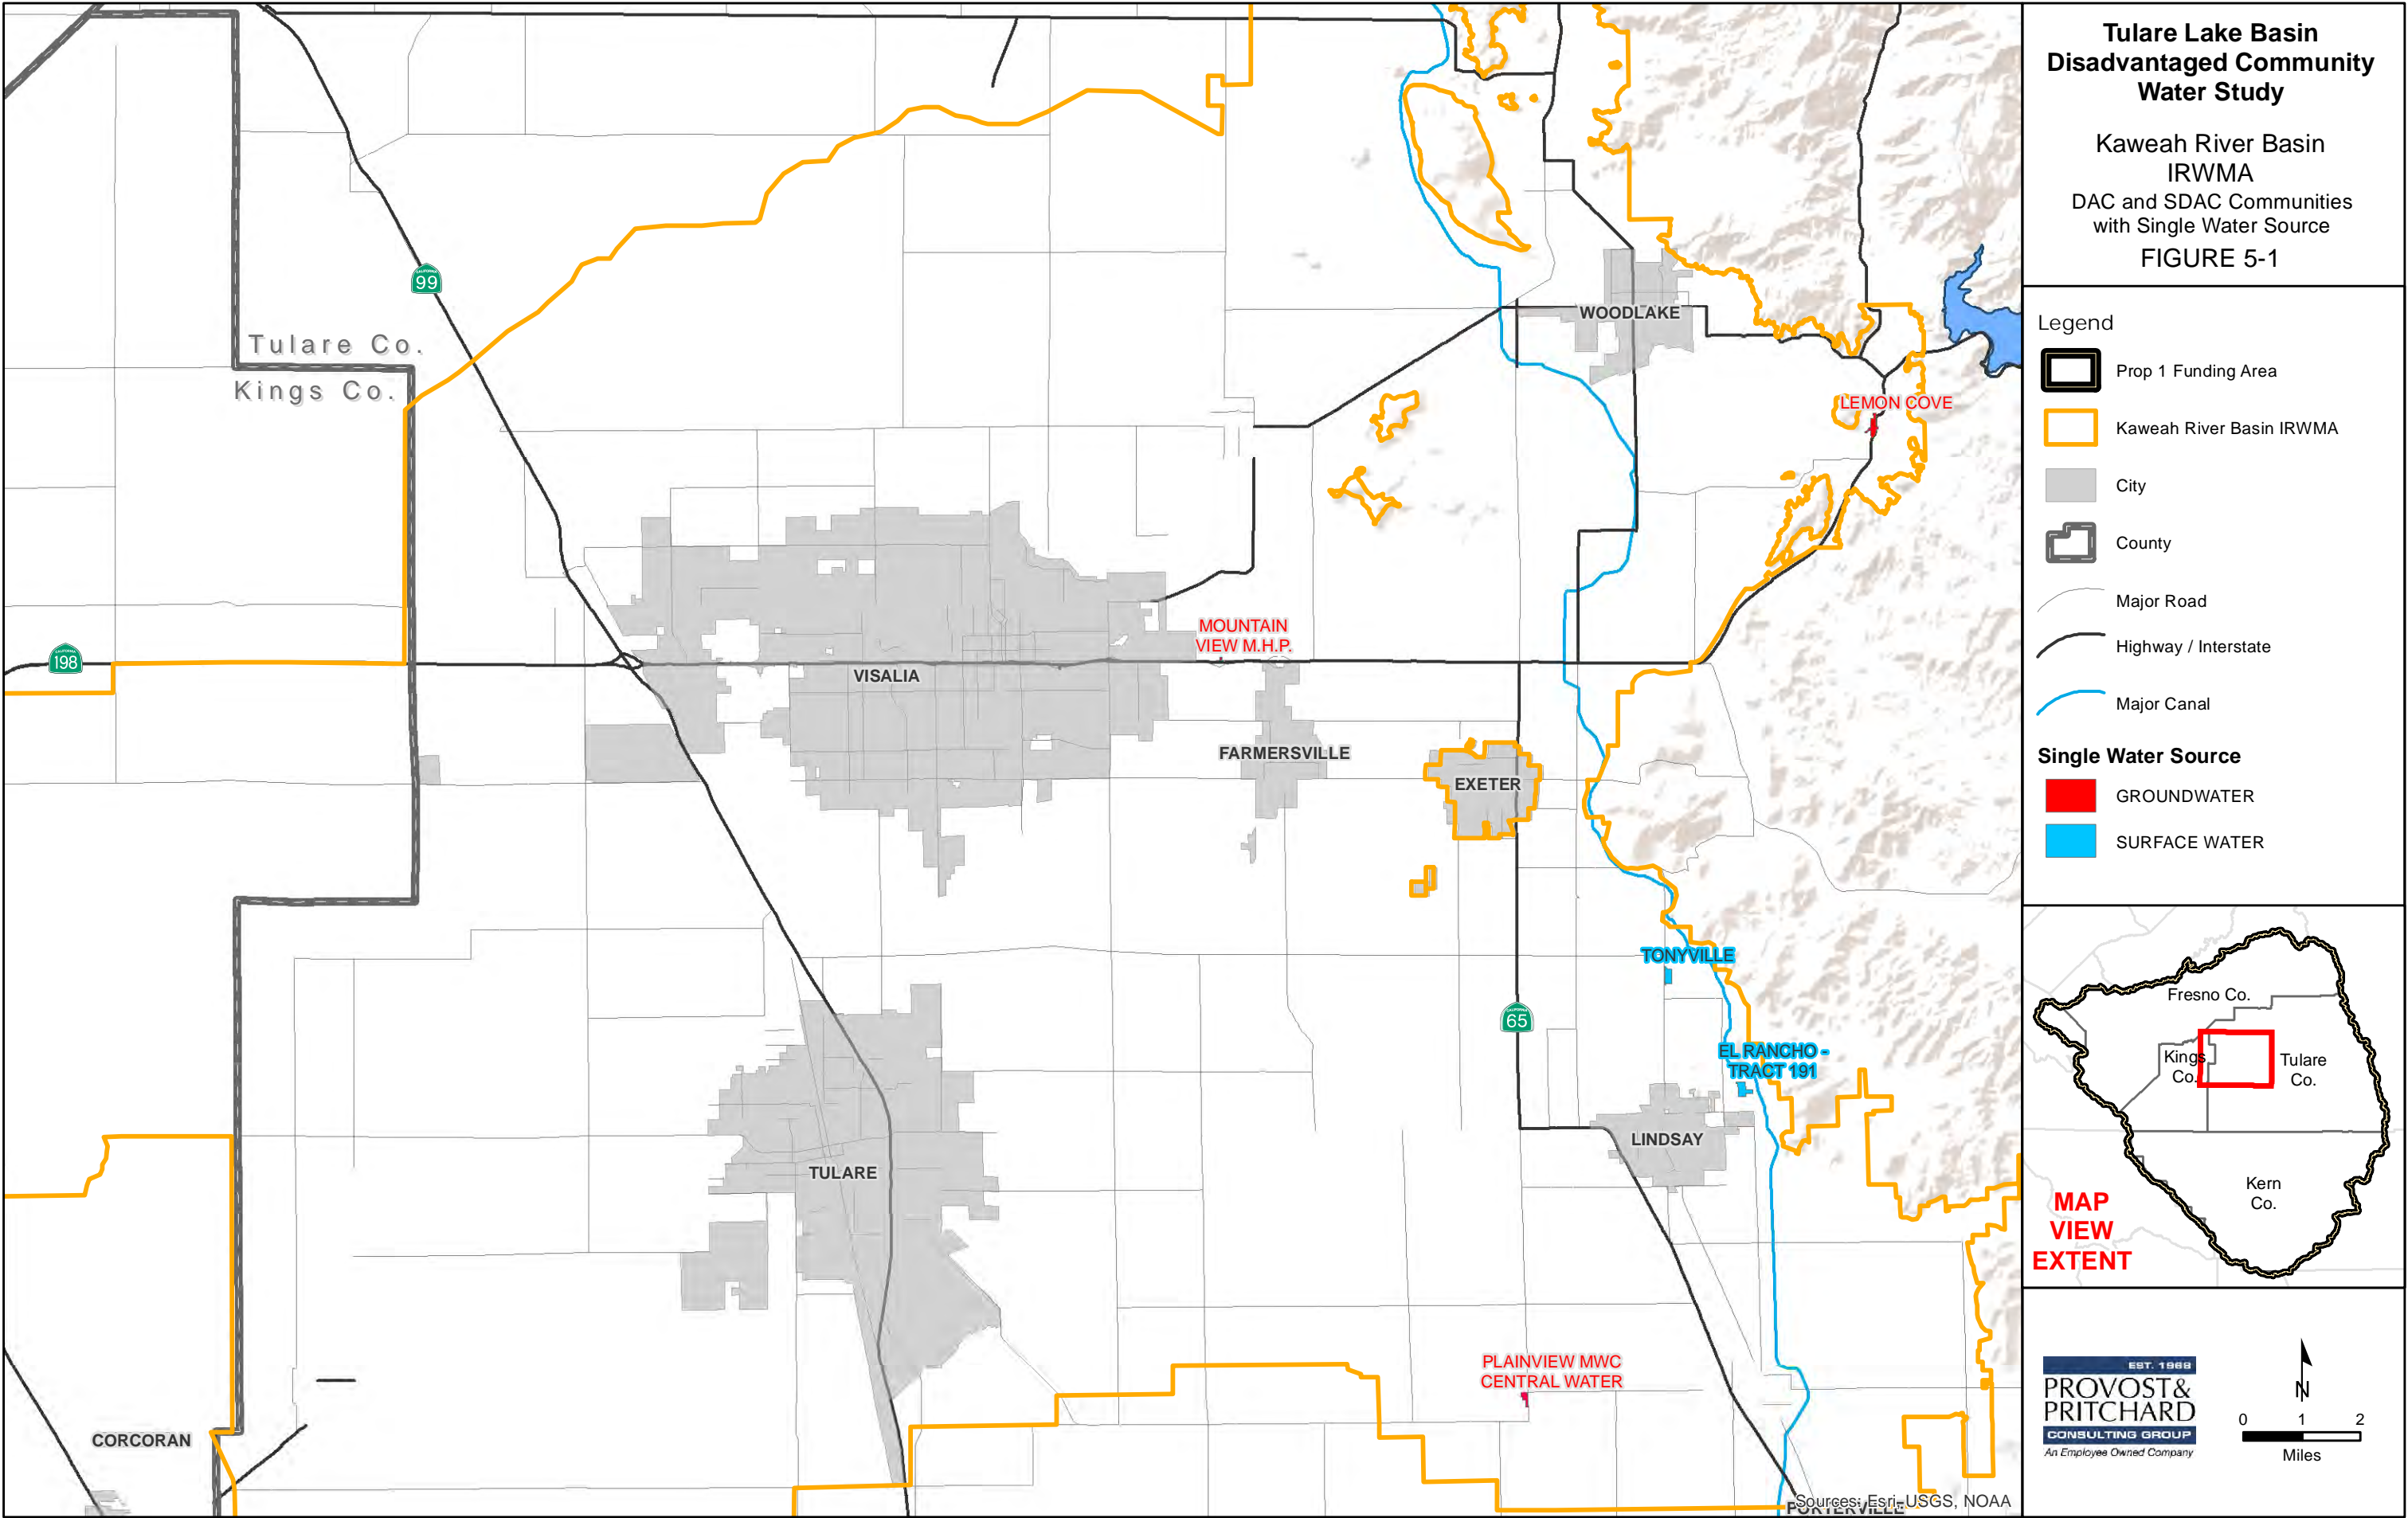 Tulare Lake Basin
Disadvantaged Community
Water Study
Kaweah River Basin
IRWMA
DAC and SDAC Communities
with Single Water Source
FIGURE 5-1
Legend
Prop 1 Funding Area
Kaweah River Basin IRWMA
City
County
Major Road
Highway / Interstate
Major Canal
Single Water Source
GROUNDWATER
SURFACE WATER
Fresno Co.
Kings
Co.
Tulare
Co.
Kern
Co.
MAP
VIEW
EXTENT
EST. 1968
PROVOST&
PRITCHARD
CONSULTING GROUP
An Employee Owned Company
N
0 1 2
Miles
CALIFORNIA
99
Tulare Co.
Kings Co.
WOODLAKE
LEMON COVE
MOUNTAIN
VIEW M.H.P.
CALIFORNIA
198
VISALIA
FARMERSVILLE
EXETER
TONYVILLE
CALIFORNIA
65
EL RANCHO -
TRACT 191
LINDSAY
TULARE
PLAINVIEW MWC
CENTRAL WATER
CORCORAN
Sources: Esri, USGS, NOAA
PORTERVILLE